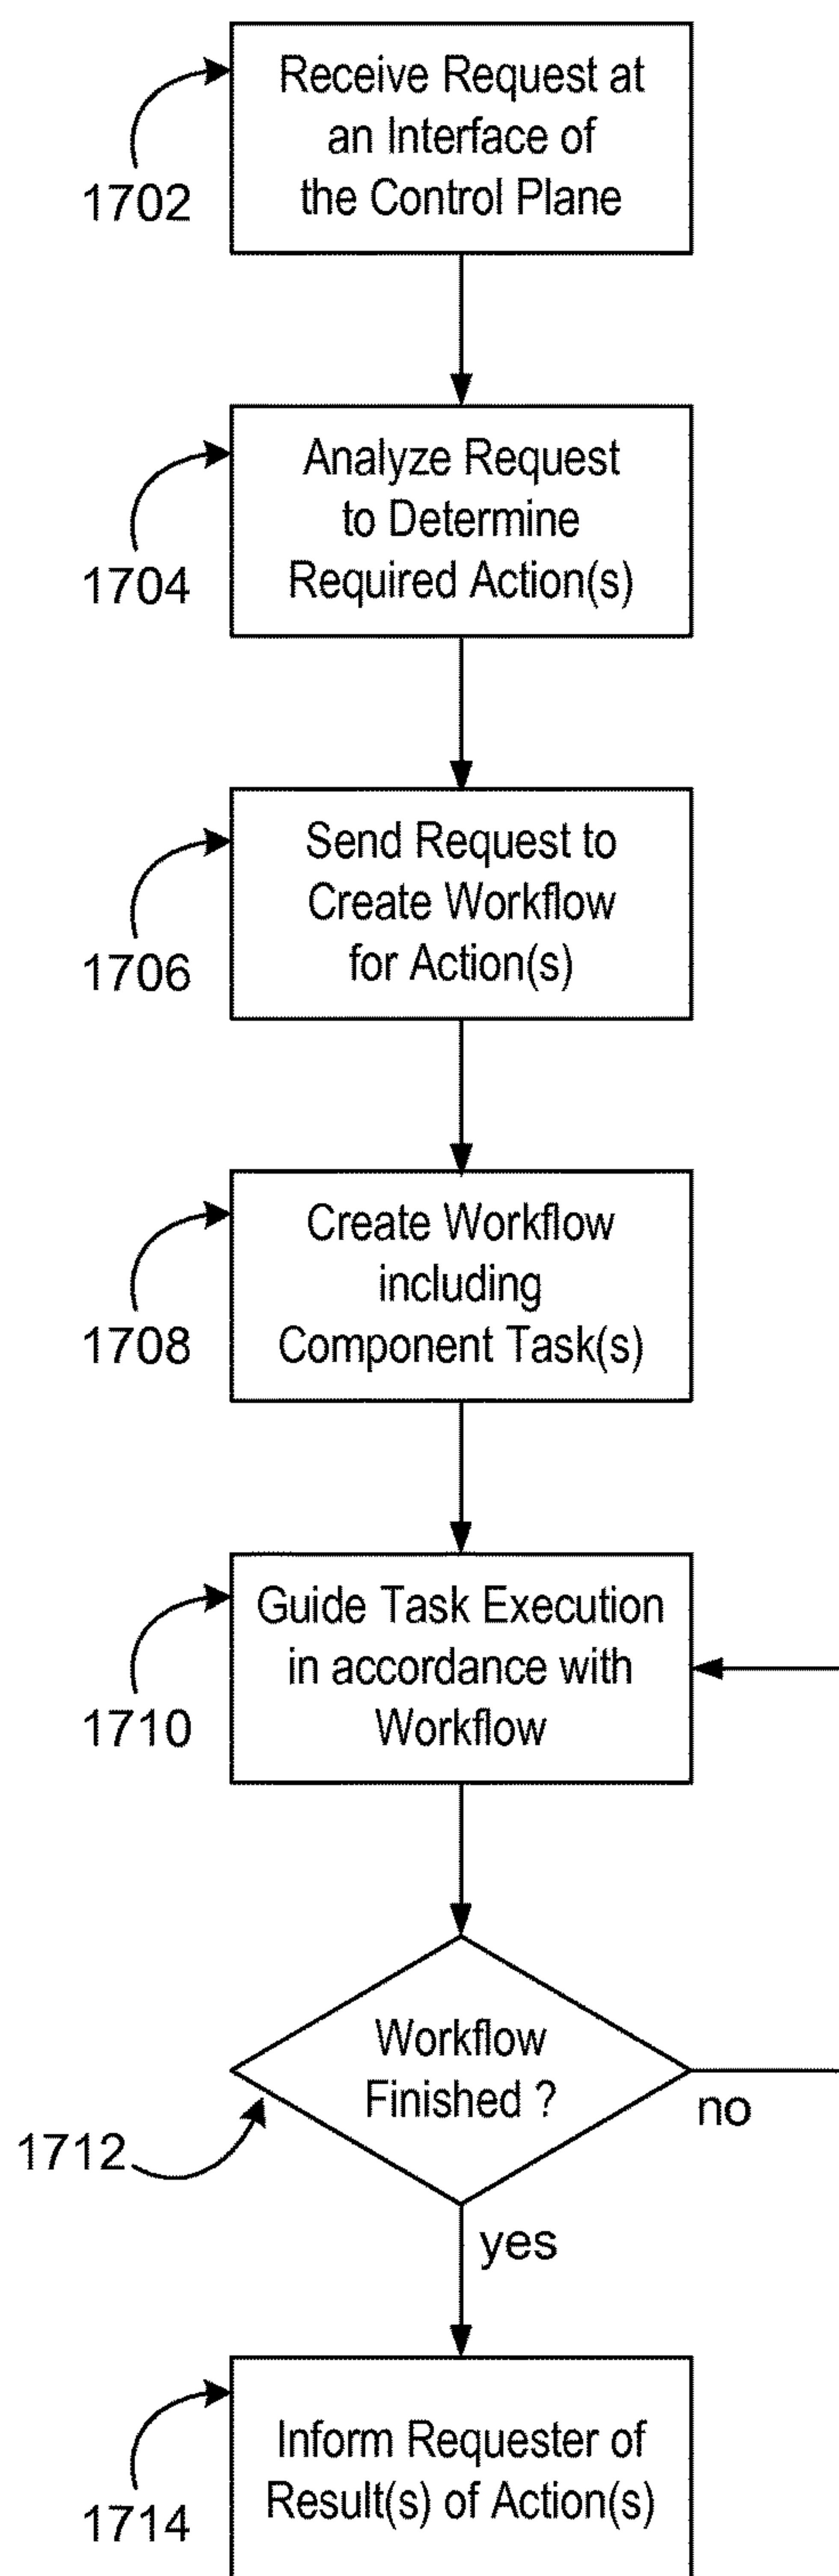 Receive Request at
an Interface of
the Control Plane
1702
Analyze Request
to Determine
Required Action(s)
1704
Send Request to
Create Workflow
for Action(s)
1706
Create Workflow
including
Component Task(s)
1708
Guide Task Execution
in accordance with
Workflow
1710
Workflow
Finished ?
no
1712
yes
Inform Requester of
Result(s) of Action(s)
1714